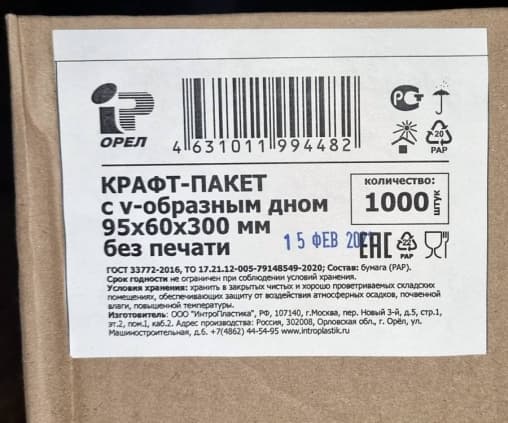 ОРЕЛ
4 631011 994482
PC
20
PAP
КРАФТ-ПАКЕТ
с v-образным дном
95х60х300 мм
без печати
количество:
1000 штук
15 ФЕВ
ЕАС
PAP
ГОСТ 33772-2016, ТО 17.21.12-005-79148549-2020; Состав: бумага (PAP).
Срок годности не ограничен при соблюдении условий хранения.
Условия хранения: хранить в закрытых чистых и хорошо проветриваемых складских
помещениях, обеспечивающих защиту от воздействия атмосферных осадков, почвенной
влаги, повышенной температуры.
Изготовитель: ООО "ИнтроПластика", РФ, 107140, г.Москва, пер. Новый 3-й, д.5, стр.1,
эт.2, пом.1, каб.2. Адрес производства: Россия, 302008, Орловская обл., г. Орёл, ул.
Машиностроительная, д.6. +7(4862) 44-54-95 www.introplastik.ru